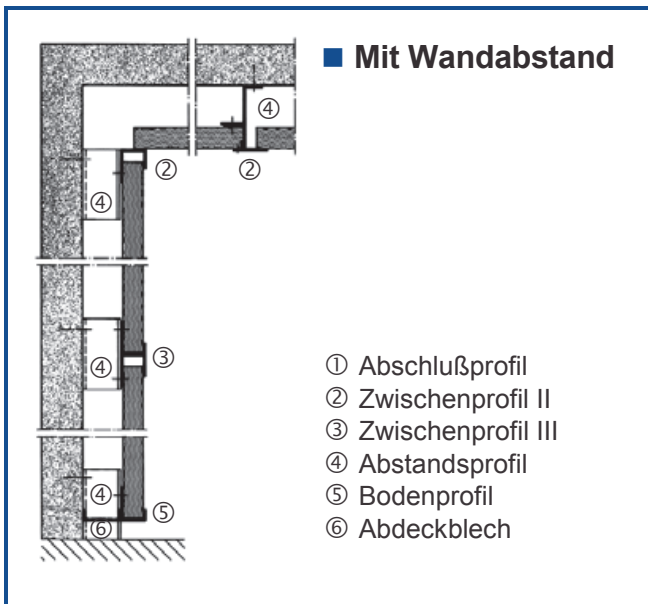 ■ Mit Wandabstand
④
② ②
④
④ ③
④ ⑤
⑥
① Abschlußprofil
② Zwischenprofil II
③ Zwischenprofil III
④ Abstandsprofil
⑤ Bodenprofil
⑥ Abdeckblech